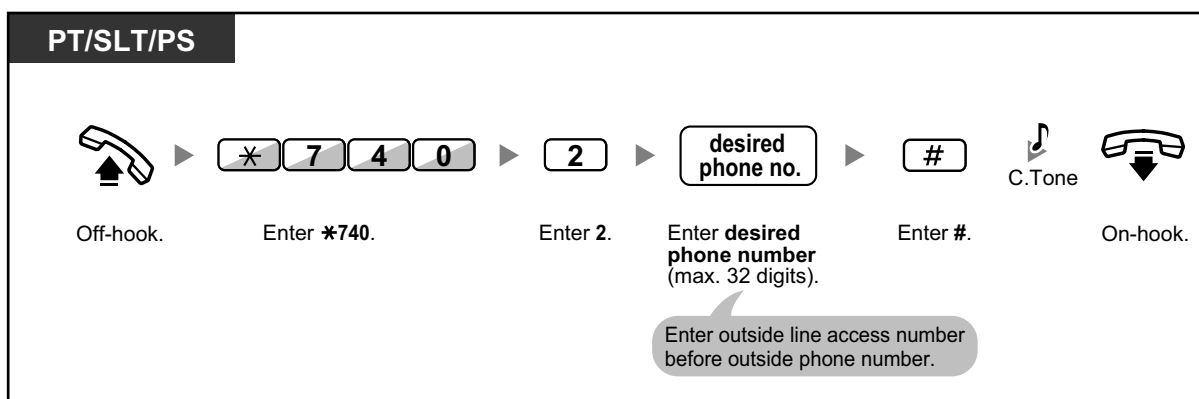 PT/SLT/PS
* 7 4 0
2
desired
phone no.
#
C.Tone
Off-hook.
Enter *740.
Enter 2.
Enter desired
phone number
(max. 32 digits).
Enter #.
On-hook.
Enter outside line access number
before outside phone number.